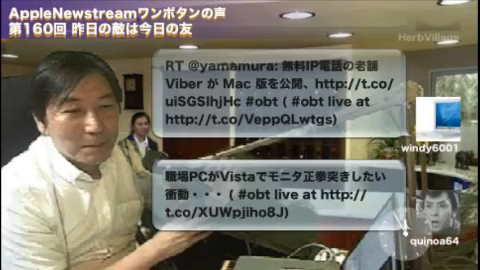 AppleNewstreamワンボタンの声
第160回 昨日の敵は今日の友
HerbVillage
RT @yamamura: 無料IP電話の老舗
Viber が Mac 版を公開、http://t.co/
uiSGSIhjHc #obt ( #obt live at
http://t.co/VeppQLwtgs)
windy6001
職場PCがVistaでモニタ正拳突きしたい
衝動・・・ ( #obt live at http://
t.co/XUWpjiho8J)
quinoa64